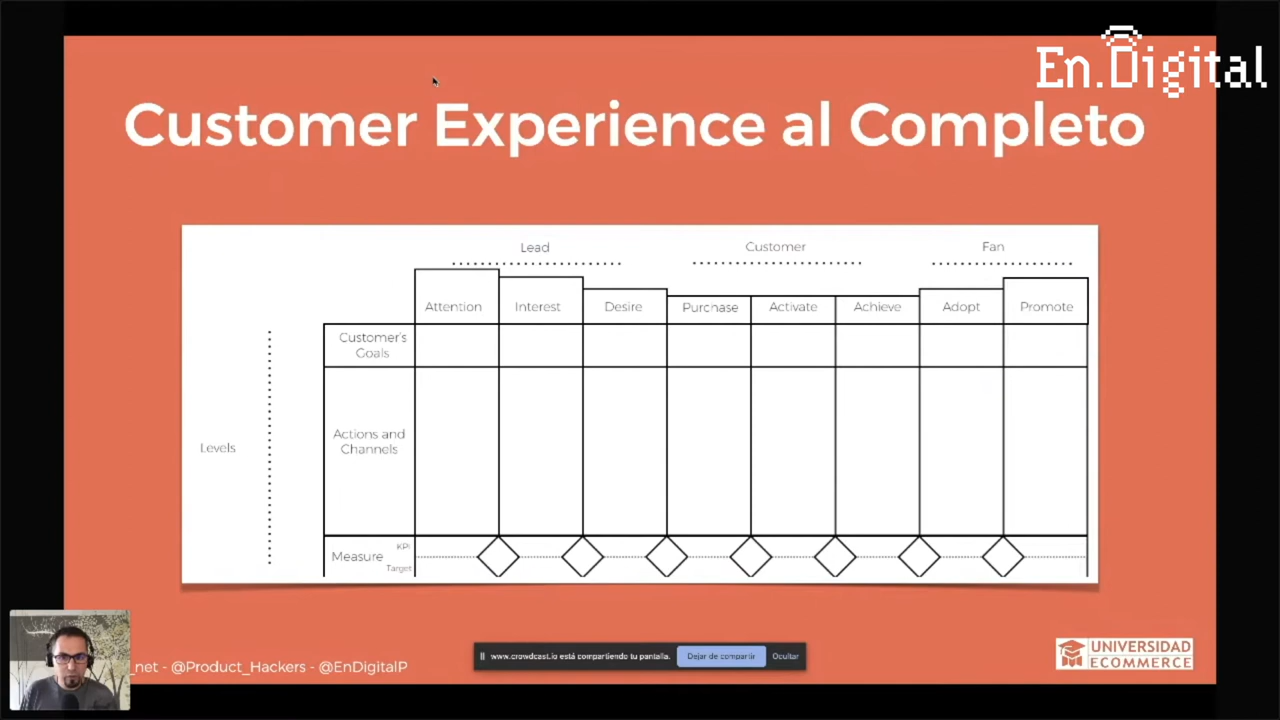 En.Digital
Customer Experience al Completo
Lead Customer Fan
Attention Interest Desire Purchase Activate Achieve Adopt Promote
Customer's
Goals
Levels
Actions and
Channels
Measure
KPI
Target
_net - @Product_Hackers - @EnDigitalP
www.crowdcast.io está compartiendo tu pantalla.
Dejar de compartir
Ocultar
UNIVERSIDAD
ECOMMERCE